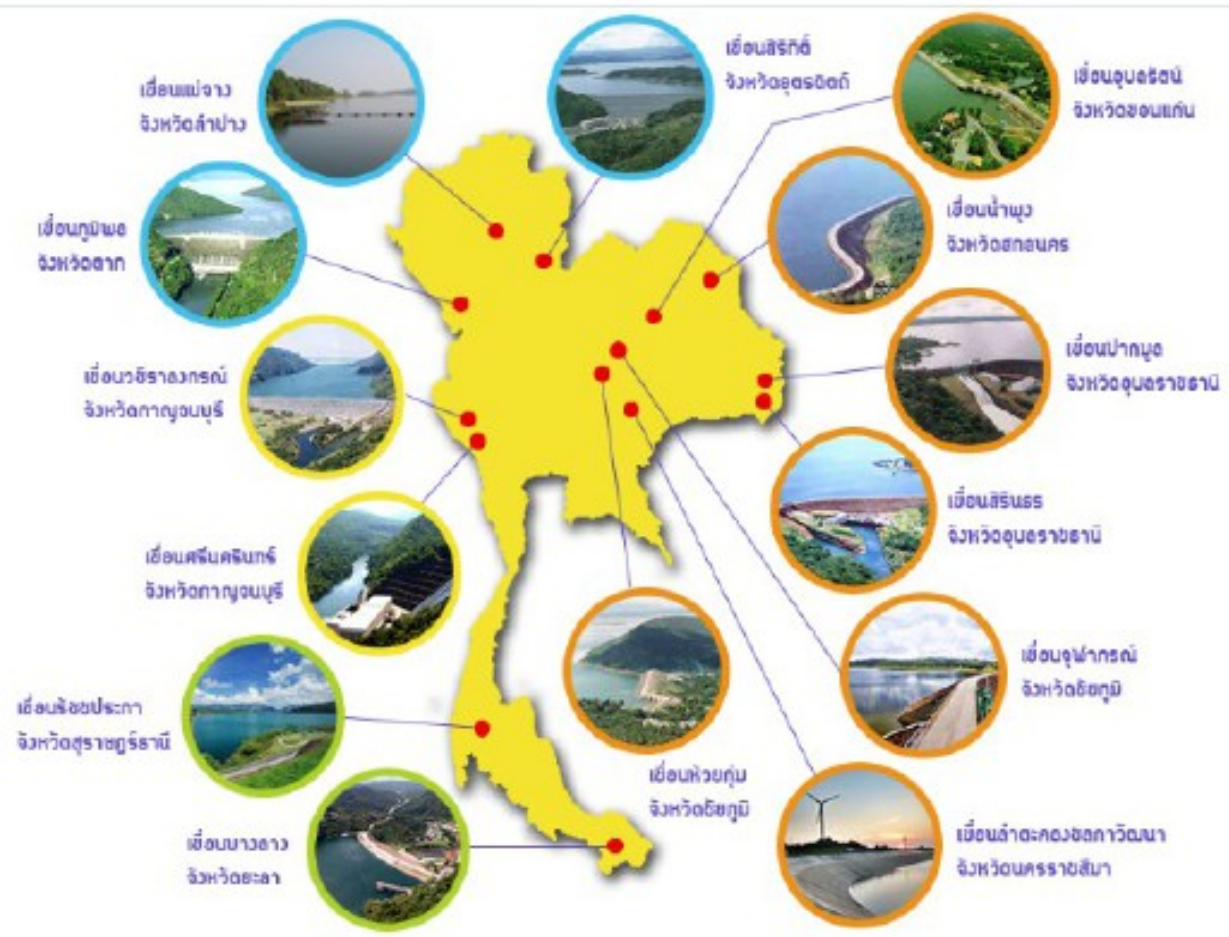 เขื่อนแม่จาง
จังหวัดลำปาง
เขื่อนสิริกิติ์
จังหวัดอุตรดิตถ์
เขื่อนอุบลรัตน์
จังหวัดขอนแก่น
เขื่อนภูมิพล
จังหวัดตาก
เขื่อนน้ำพุง
จังหวัดสกลนคร
เขื่อนวชิราลงกรณ์
จังหวัดกาญจนบุรี
เขื่อนปากมูล
จังหวัดอุบลราชธานี
เขื่อนศรีนครินทร์
จังหวัดกาญจนบุรี
เขื่อนสิรินธร
จังหวัดอุบลราชธานี
เขื่อนรัชชประภา
จังหวัดสุราษฎร์ธานี
เขื่อนจุฬาภรณ์
จังหวัดชัยภูมิ
เขื่อนห้วยกุ่ม
จังหวัดชัยภูมิ
เขื่อนบางลาง
จังหวัดยะลา
เขื่อนลำตะคองชลภาวัฒนา
จังหวัดนครราชสีมา